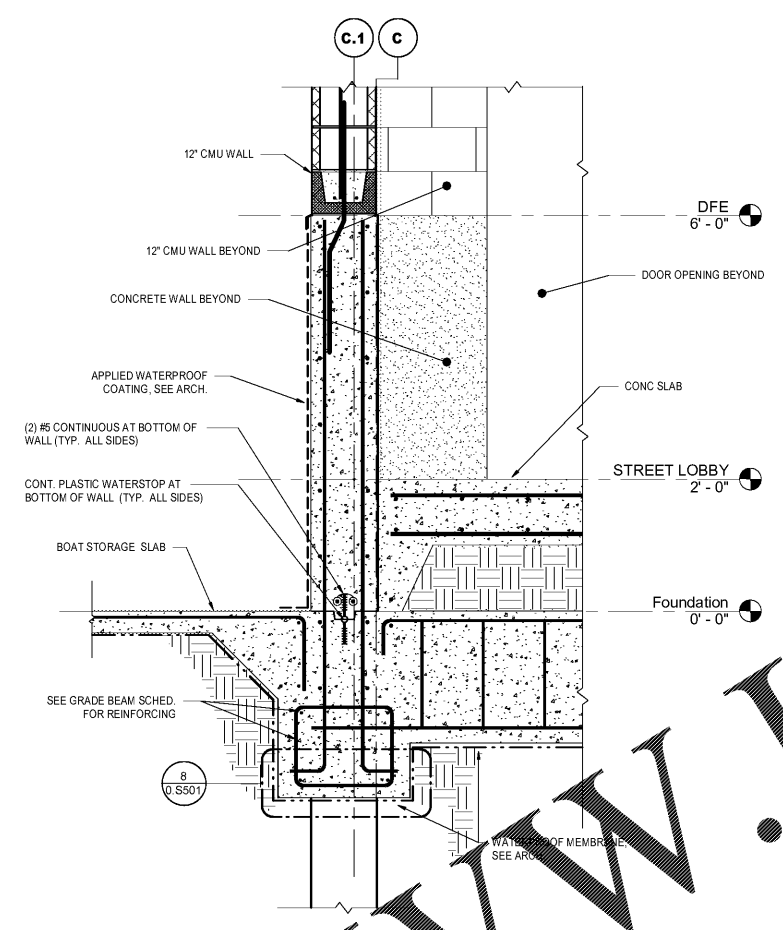 C.1
C
12" CMU WALL
DFE
6' - 0"
12" CMU WALL BEYOND
DOOR OPENING BEYOND
CONCRETE WALL BEYOND
APPLIED WATERPROOF
COATING, SEE ARCH.
CONC SLAB
(2) #5 CONTINUOUS AT BOTTOM OF
WALL (TYP. ALL SIDES)
STREET LOBBY
2' - 0"
CONT. PLASTIC WATERSTOP AT
BOTTOM OF WALL (TYP. ALL SIDES)
BOAT STORAGE SLAB
Foundation
0' - 0"
SEE GRADE BEAM SCHED.
FOR REINFORCING
8
0.S501
WATERPROOF MEMBRANE,
SEE ARCH.